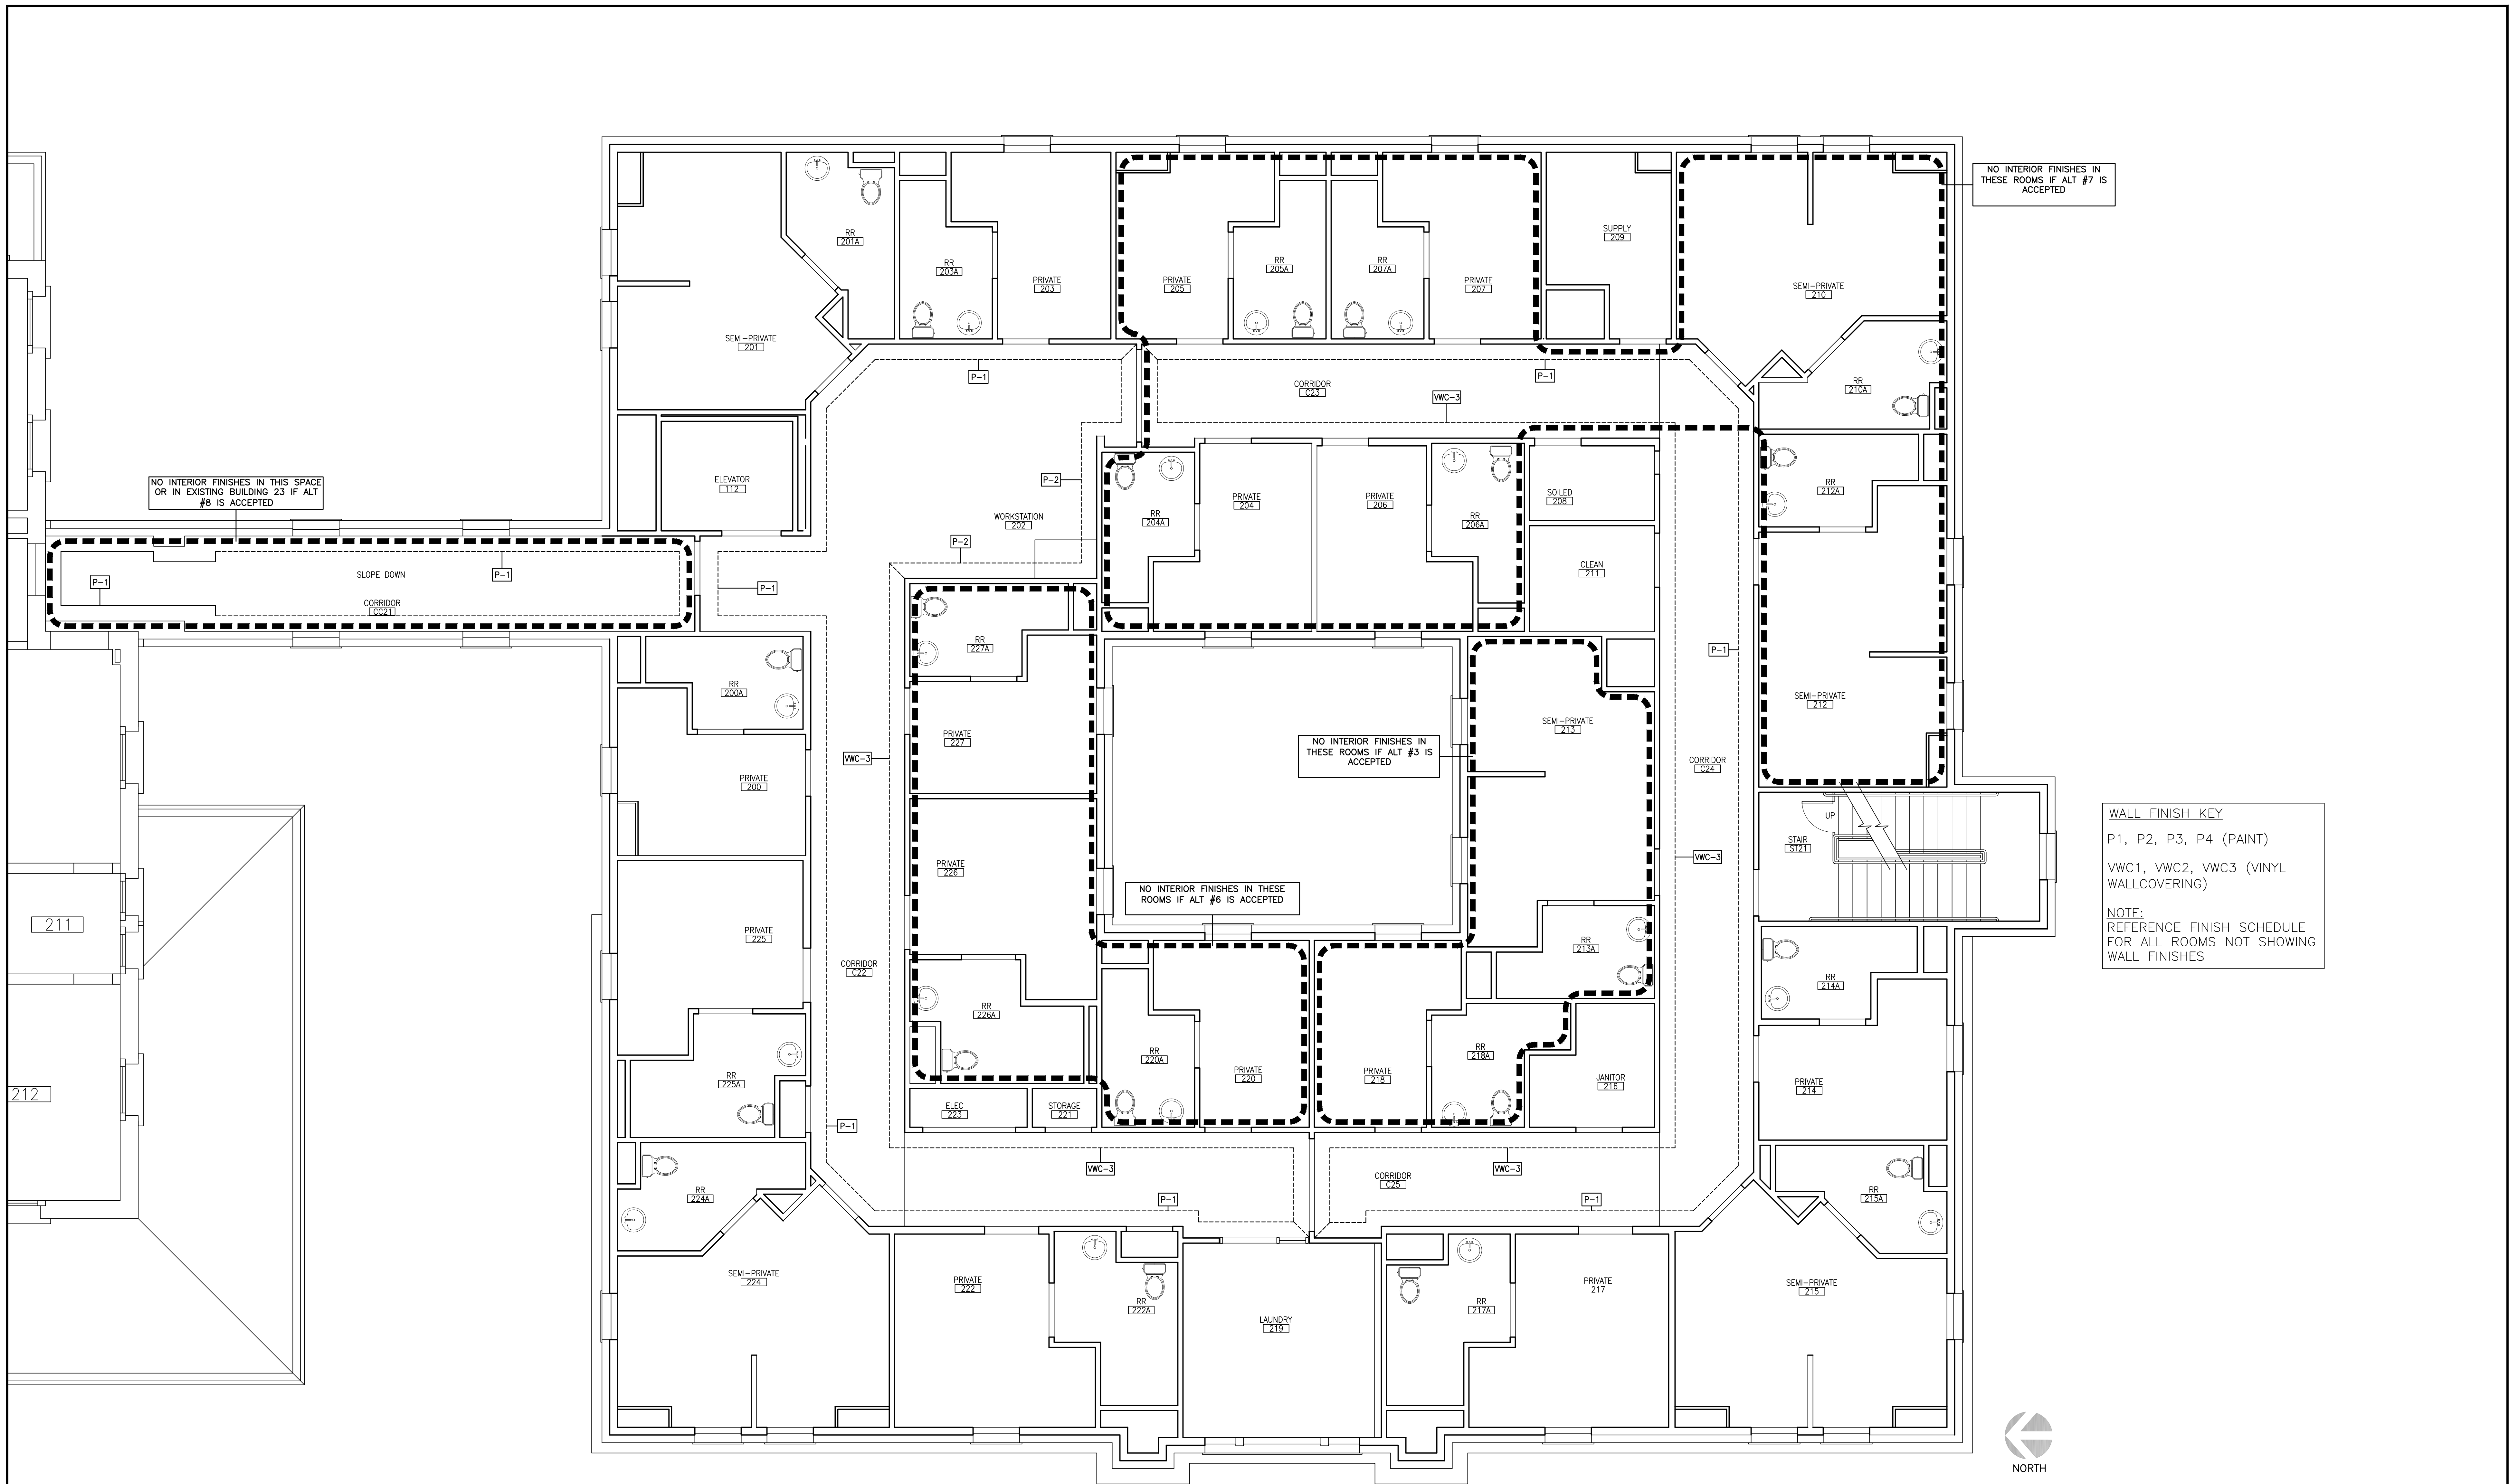 NO INTERIOR FINISHES IN
THESE ROOMS IF ALT #7 IS
ACCEPTED
RR
201A
RR
203A
PRIVATE
203
PRIVATE
205
RR
205A
RR
207A
PRIVATE
207
SUPPLY
209
SEMI-PRIVATE
210
SEMI-PRIVATE
201
P-1
CORRIDOR
C23
P-1
VWC-3
RR
210A
NO INTERIOR FINISHES IN THIS SPACE
OR IN EXISTING BUILDING 23 IF ALT
#8 IS ACCEPTED
ELEVATOR
112
P-2
WORKSTATION
202
RR
204A
PRIVATE
204
PRIVATE
206
RR
206A
SOILED
208
RR
212A
P-2
P-1
SLOPE DOWN
P-1
CORRIDOR
CC21
P-1
CLEAN
211
RR
227A
P-1
RR
200A
SEMI-PRIVATE
212
PRIVATE
227
SEMI-PRIVATE
213
NO INTERIOR FINISHES IN
THESE ROOMS IF ALT #3 IS
ACCEPTED
VWC-3
CORRIDOR
C24
PRIVATE
200
UP
STAIR
ST21
VWC-3
PRIVATE
226
NO INTERIOR FINISHES IN THESE
ROOMS IF ALT #6 IS ACCEPTED
WALL FINISH KEY
P1, P2, P3, P4 (PAINT)
VWC1, VWC2, VWC3 (VINYL
WALLCOVERING)
NOTE:
REFERENCE FINISH SCHEDULE
FOR ALL ROOMS NOT SHOWING
WALL FINISHES
211
PRIVATE
225
CORRIDOR
C22
RR
213A
RR
214A
RR
226A
RR
220A
RR
218A
RR
225A
PRIVATE
220
PRIVATE
218
JANITOR
216
PRIVATE
214
212
ELEC
223
STORAGE
221
P-1
VWC-3
VWC-3
CORRIDOR
C25
RR
224A
P-1
P-1
RR
215A
SEMI-PRIVATE
224
PRIVATE
222
RR
222A
LAUNDRY
219
RR
217A
PRIVATE
217
SEMI-PRIVATE
215
NORTH